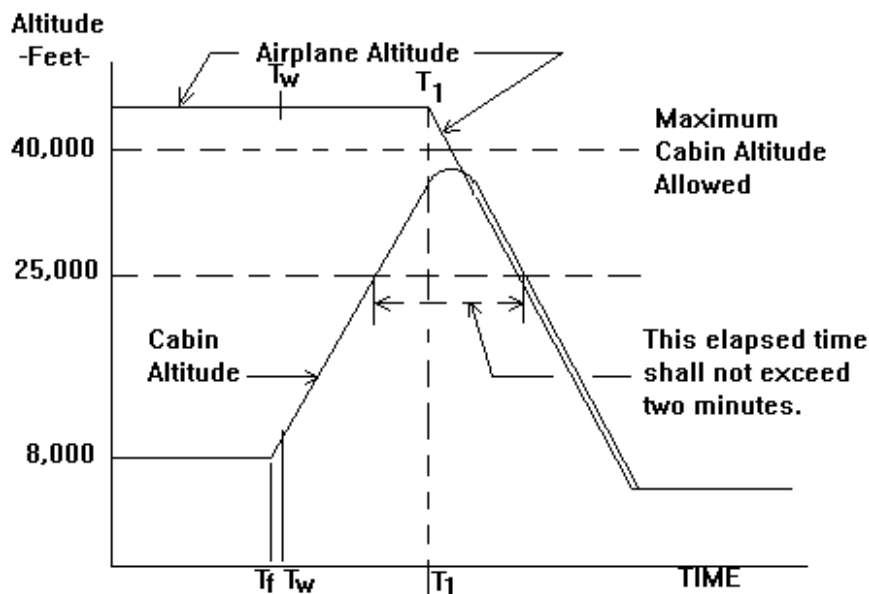 Altitude
-Feet-
Airplane Altitude
Tw
T1
40,000
Maximum
Cabin Altitude
Allowed
25,000
Cabin
Altitude
This elapsed time
shall not exceed
two minutes.
8,000
Tf Tw
T1
TIME